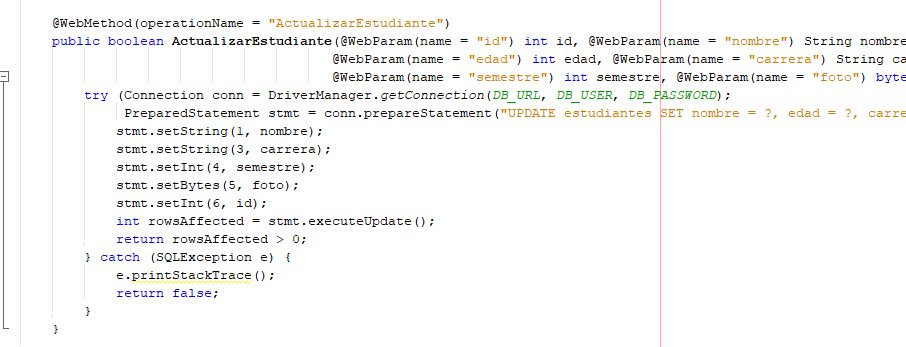 @WebMethod(operationName = "ActualizarEstudiante")
public boolean ActualizarEstudiante(@WebParam(name = "id") int id, @WebParam(name = "nombre") String nombre
@WebParam(name = "edad") int edad, @WebParam(name = "carrera") String ca
@WebParam(name = "semestre") int semestre, @WebParam(name = "foto") byte
try (Connection conn = DriverManager.getConnection(DB_URL, DB_USER, DB_PASSWORD);
PreparedStatement stmt = conn.prepareStatement("UPDATE estudiantes SET nombre = ?, edad = ?, carre
stmt.setString(1, nombre);
stmt.setString(3, carrera);
stmt.setInt(4, semestre);
stmt.setBytes(5, foto);
stmt.setInt(6, id);
int rowsAffected = stmt.executeUpdate();
return rowsAffected > 0;
} catch (SQLException e) {
e.printStackTrace();
return false;
}
}